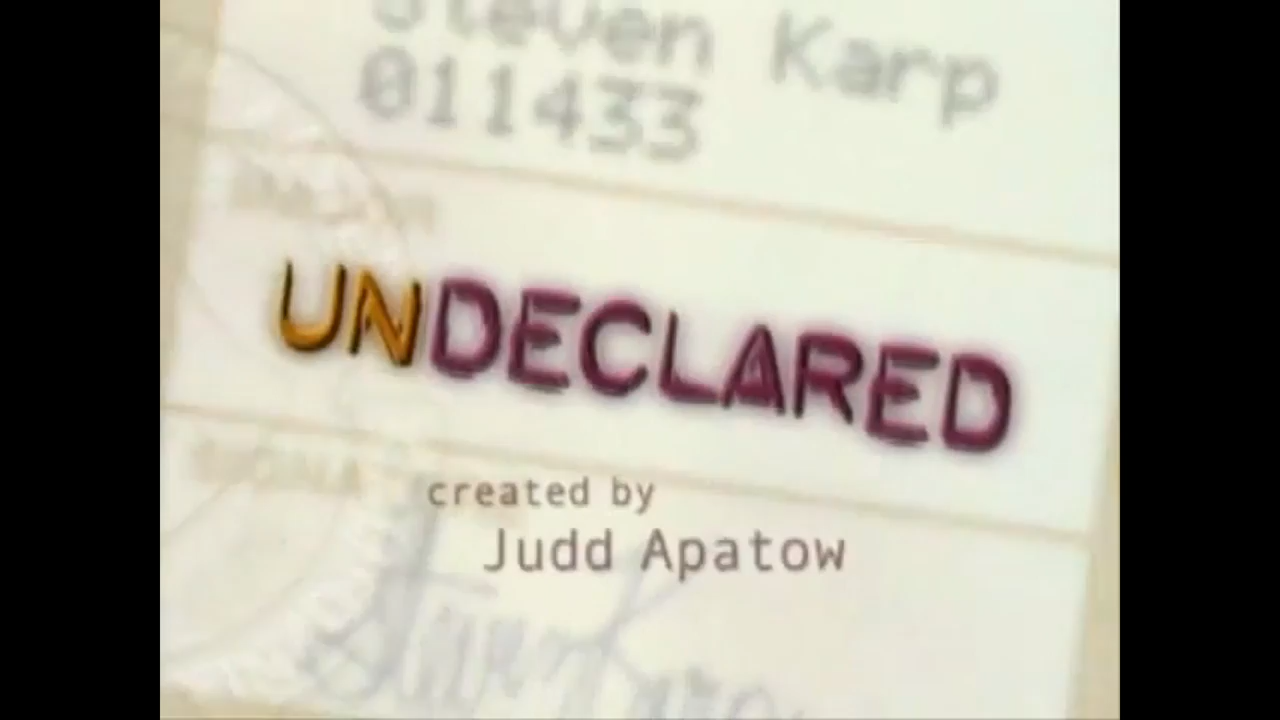 Steven Karp
011433
UNDECLARED
created by
Judd Apatow